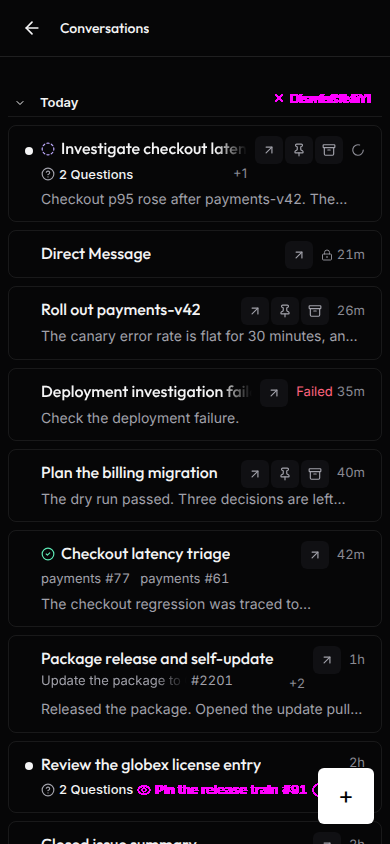 Conversations
Today
Investigate checkout laten
2 Questions +1
Checkout p95 rose after payments-v42. The...
Direct Message 21m
Roll out payments-v42 26m
The canary error rate is flat for 30 minutes, an...
Deployment investigation fail Failed 35m
Check the deployment failure.
Plan the billing migration 40m
The dry run passed. Three decisions are left...
Checkout latency triage 42m
payments #77 payments #61
The checkout regression was traced to...
Package release and self-update 1h
Update the package to #2201 +2
Released the package. Opened the update pull...
Review the globex license entry 2h
2 Questions Pin the release train #91
Closed issue summary 2h